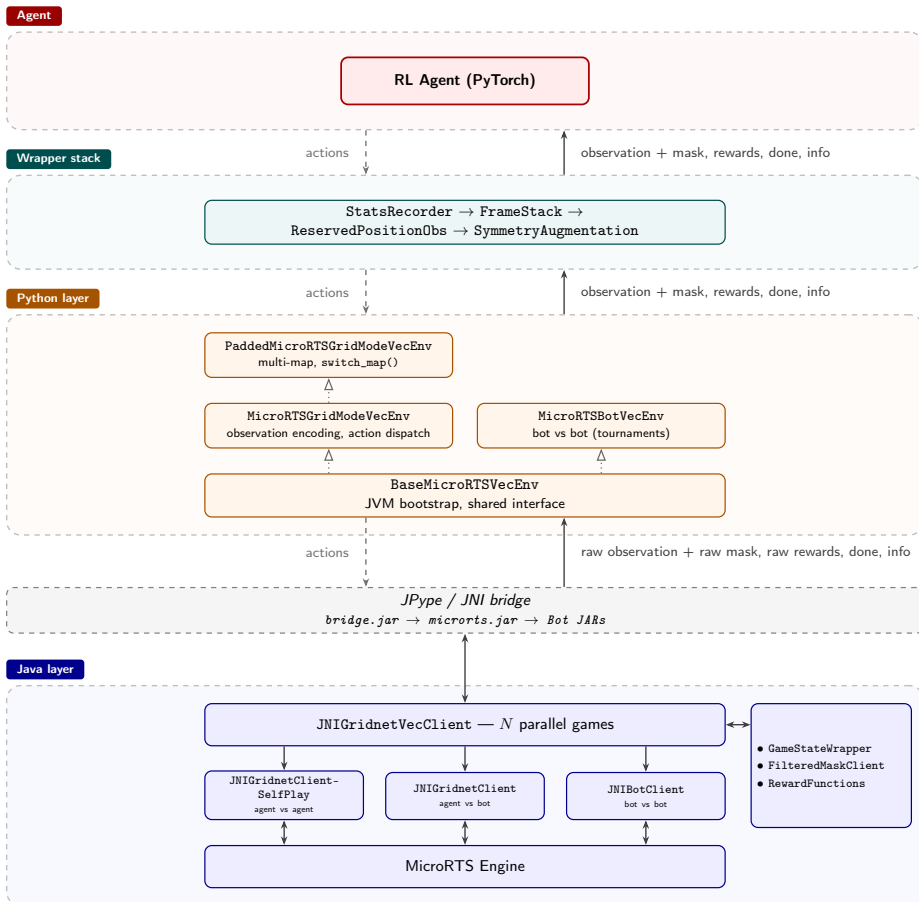 Agent
RL Agent (PyTorch)
actions
observation + mask, rewards, done, info
Wrapper stack
StatsRecorder → FrameStack →
ReservedPositionObs → SymmetryAugmentation
actions
observation + mask, rewards, done, info
Python layer
PaddedMicroRTSGridModeVecEnv
multi-map, switch_map()
MicroRTSGridModeVecEnv
observation encoding, action dispatch
MicroRTSBotVecEnv
bot vs bot (tournaments)
BaseMicroRTSVecEnv
JVM bootstrap, shared interface
actions
raw observation + raw mask, raw rewards, done, info
JPype / JNI bridge
bridge.jar → microrts.jar → Bot JARs
Java layer
JNIGridnetVecClient — N parallel games
• GameStateWrapper
• FilteredMaskClient
• RewardFunctions
JNIGridnetClient-
SelfPlay
agent vs agent
JNIGridnetClient
agent vs bot
JNIBotClient
bot vs bot
MicroRTS Engine